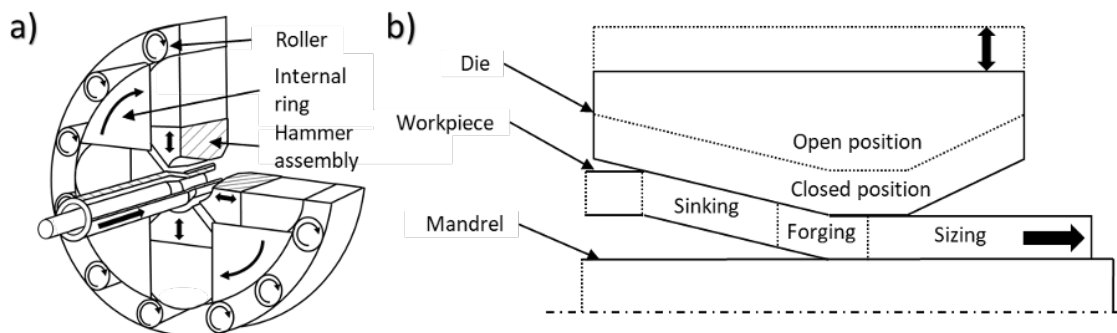 a)
Roller
Internal
ring
Hammer
assembly
b)
Die
Workpiece
Mandrel
Open position
Closed position
Sinking
Forging
Sizing